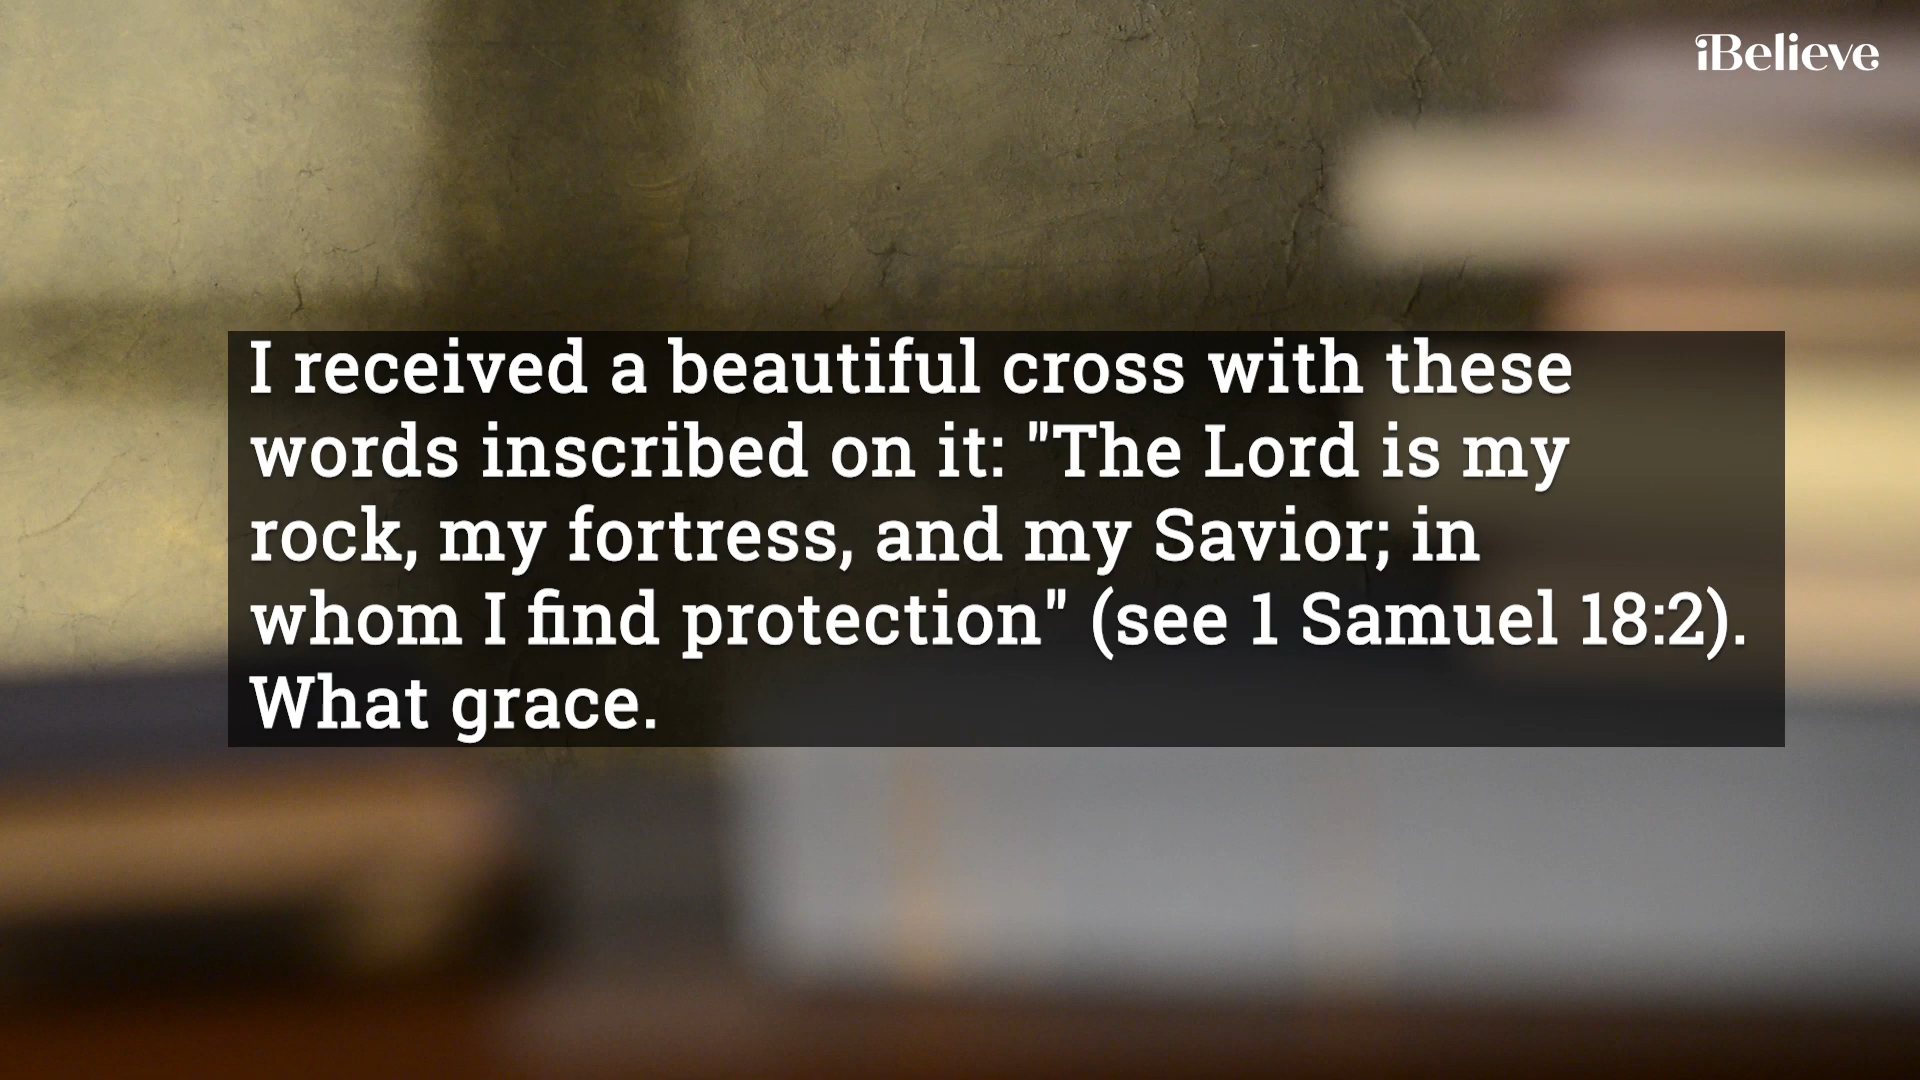 iBelieve
I received a beautiful cross with these
words inscribed on it: "The Lord is my
rock, my fortress, and my Savior; in
whom I find protection" (see 1 Samuel 18:2).
What grace.